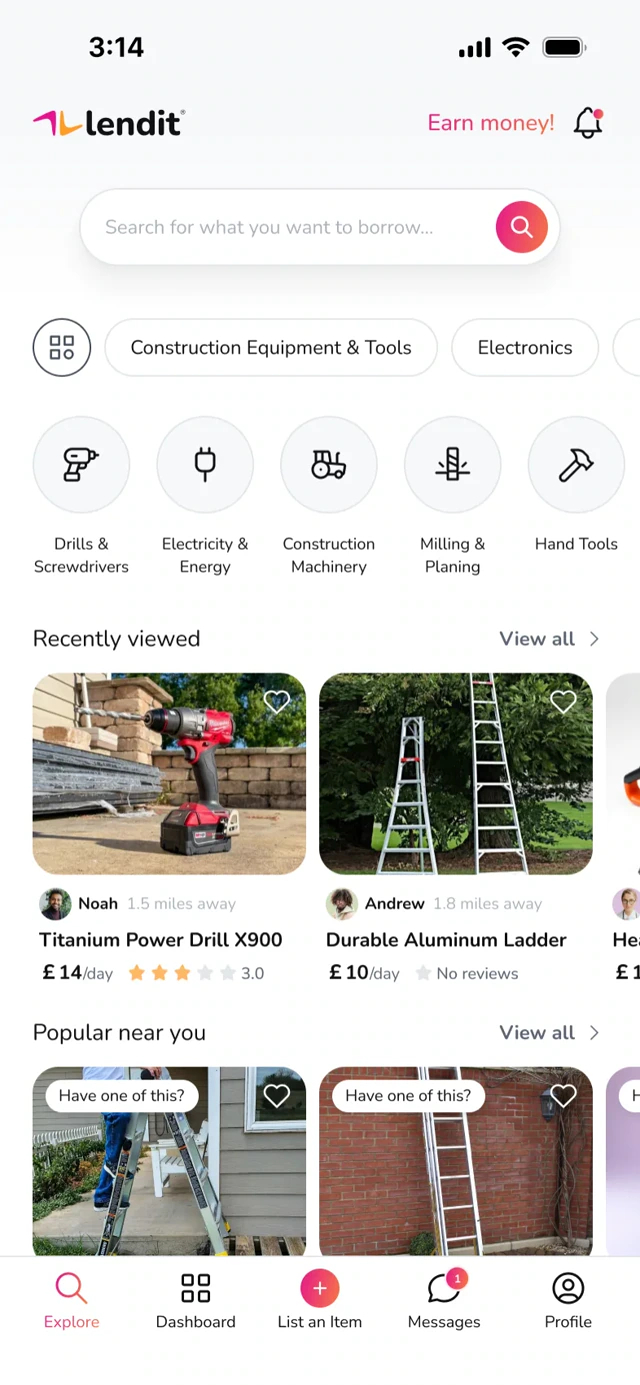 3:14
lendit
Earn money!
Search for what you want to borrow...
Construction Equipment & Tools
Electronics
Drills &
Screwdrivers
Electricity &
Energy
Construction
Machinery
Milling &
Planing
Hand Tools
Recently viewed
View all
Noah 1.5 miles away
Titanium Power Drill X900
£14/day 3.0
Andrew 1.8 miles away
Durable Aluminum Ladder
£10/day No reviews
Hea
£1
Popular near you
View all
Have one of this?
Have one of this?
H
Explore
Dashboard
List an Item
Messages
1
Profile